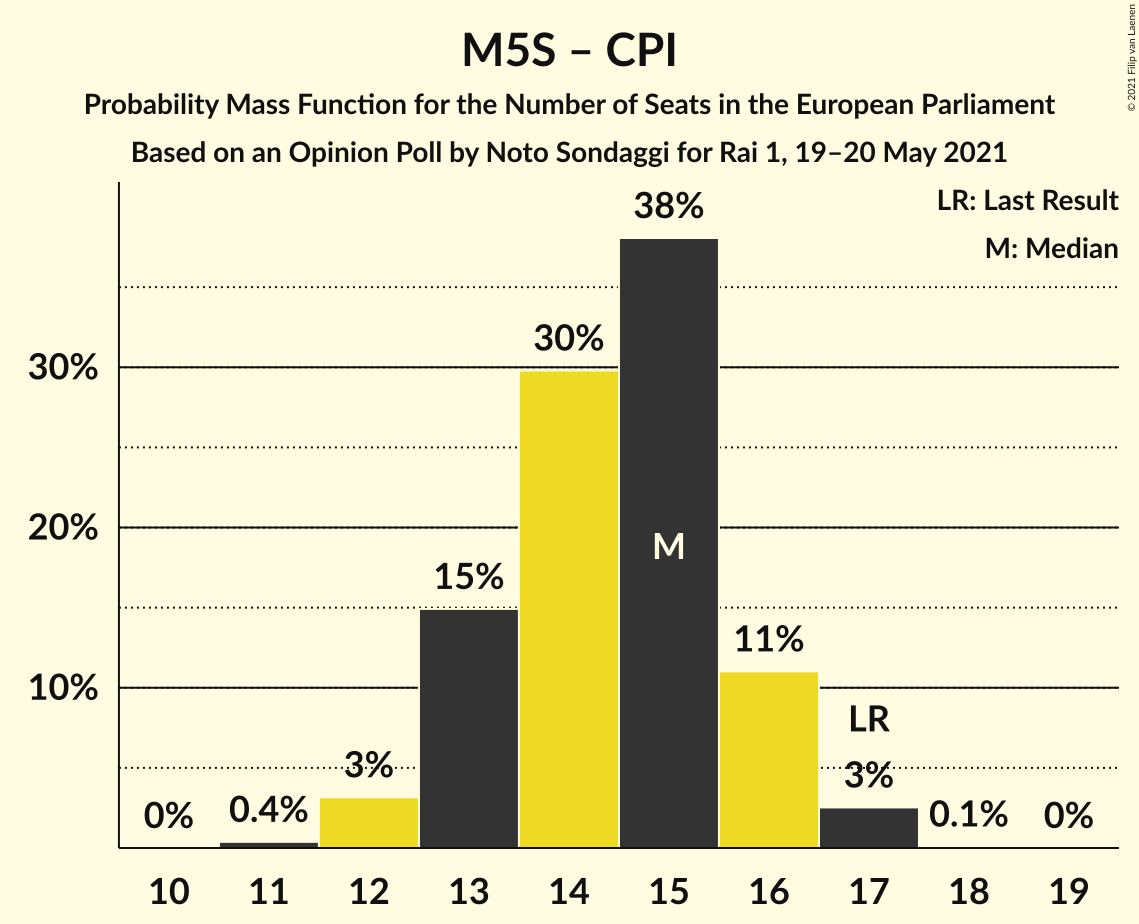 M5S – CPI
Probability Mass Function for the Number of Seats in the European Parliament
Based on an Opinion Poll by Noto Sondaggi for Rai 1, 19–20 May 2021
© 2021 Filip van Laenen
LR: Last Result
M: Median
38%
30%
30%
20%
M
15%
11%
10%
LR
3%
3%
0%
0.4%
0.1%
0%
10 11 12 13 14 15 16 17 18 19